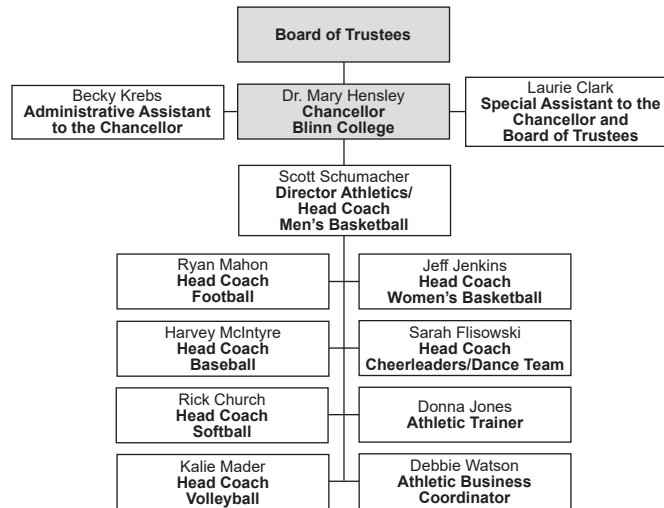 Board of Trustees
Becky Krebs
Administrative Assistant
to the Chancellor
Dr. Mary Hensley
Chancellor
Blinn College
Laurie Clark
Special Assistant to the
Chancellor and
Board of Trustees
Scott Schumacher
Director Athletics/
Head Coach
Men's Basketball
Ryan Mahon
Head Coach
Football
Jeff Jenkins
Head Coach
Women's Basketball
Harvey McIntyre
Head Coach
Baseball
Sarah Flisowski
Head Coach
Cheerleaders/Dance Team
Rick Church
Head Coach
Softball
Donna Jones
Athletic Trainer
Kalie Mader
Head Coach
Volleyball
Debbie Watson
Athletic Business
Coordinator